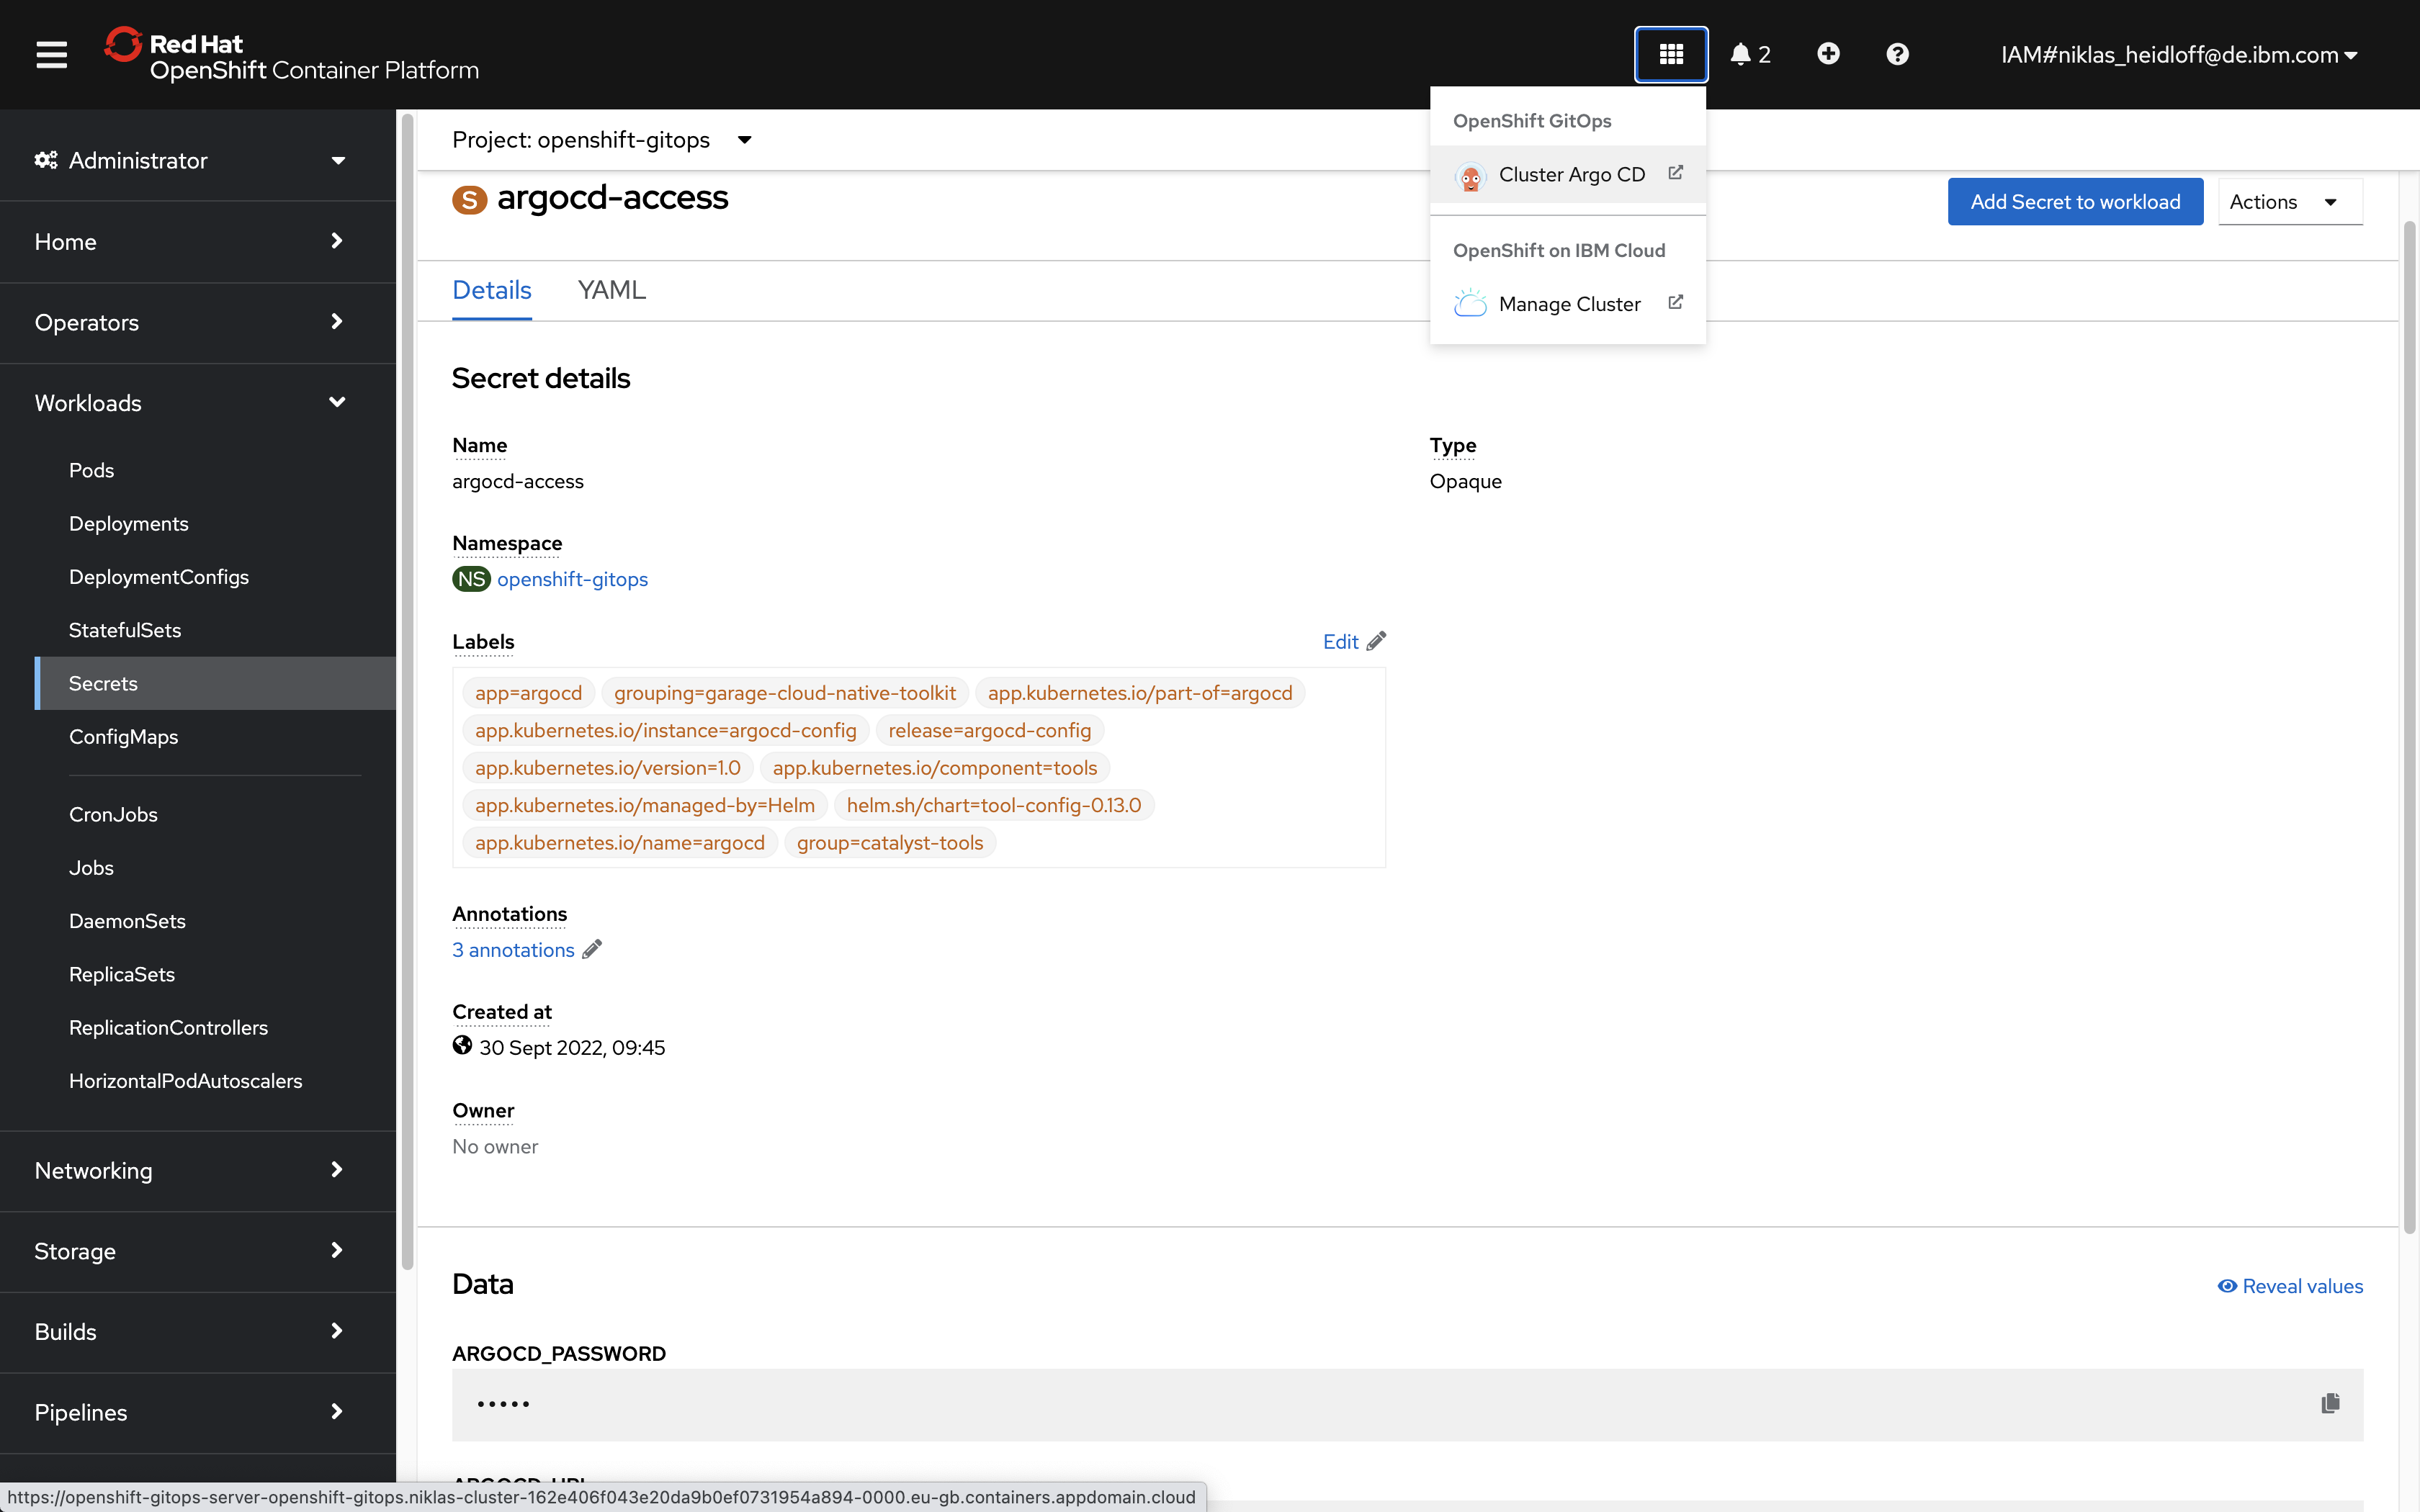 Red Hat
OpenShift Container Platform
2
IAM#niklas_heidloff@de.ibm.com
Administrator
Home
Operators
Workloads
Pods
Deployments
DeploymentConfigs
StatefulSets
Secrets
ConfigMaps
CronJobs
Jobs
DaemonSets
ReplicaSets
ReplicationControllers
HorizontalPodAutoscalers
Networking
Storage
Builds
Pipelines
Project: openshift-gitops
OpenShift GitOps
Cluster Argo CD
OpenShift on IBM Cloud
Manage Cluster
S argocd-access
Add Secret to workload
Actions
Details YAML
Secret details
Name
argocd-access
Type
Opaque
Namespace
NS openshift-gitops
Labels
Edit
app=argocd grouping=garage-cloud-native-toolkit app.kubernetes.io/part-of=argocd
app.kubernetes.io/instance=argocd-config release=argocd-config
app.kubernetes.io/version=1.0 app.kubernetes.io/component=tools
app.kubernetes.io/managed-by=Helm helm.sh/chart=tool-config-0.13.0
app.kubernetes.io/name=argocd group=catalyst-tools
Annotations
3 annotations
Created at
30 Sept 2022, 09:45
Owner
No owner
Data
Reveal values
ARGOCD_PASSWORD
•••••
https://openshift-gitops-server-openshift-gitops.niklas-cluster-162e406f043e20da9b0ef0731954a894-0000.eu-gb.containers.appdomain.cloud